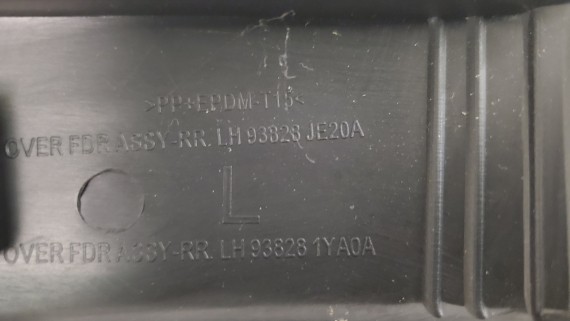 >PP+EPDM-T15<
OVER FDR ASSY-RR. LH 93828 JE20A
L
OVER FDR ASSY-RR. LH 93828 1YA0A